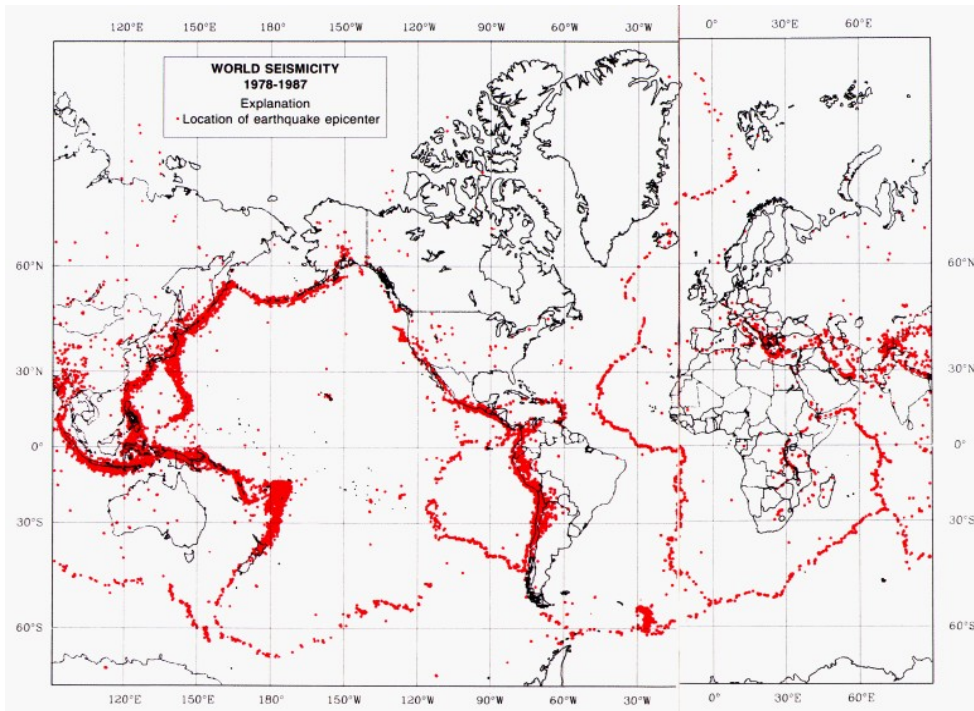 120°E 150°E 180° 150°W 120°W 90°W 60°W 30°W 0° 30°E 60°E
WORLD SEISMICITY
1978-1987
Explanation
• Location of earthquake epicenter
60°N 60°N
30°N 30°N
0° 0°
30°S 30°S
60°S 60°S
120°E 150°E 180° 150°W 120°W 90°W 60°W 30°W 0° 30°E 60°E